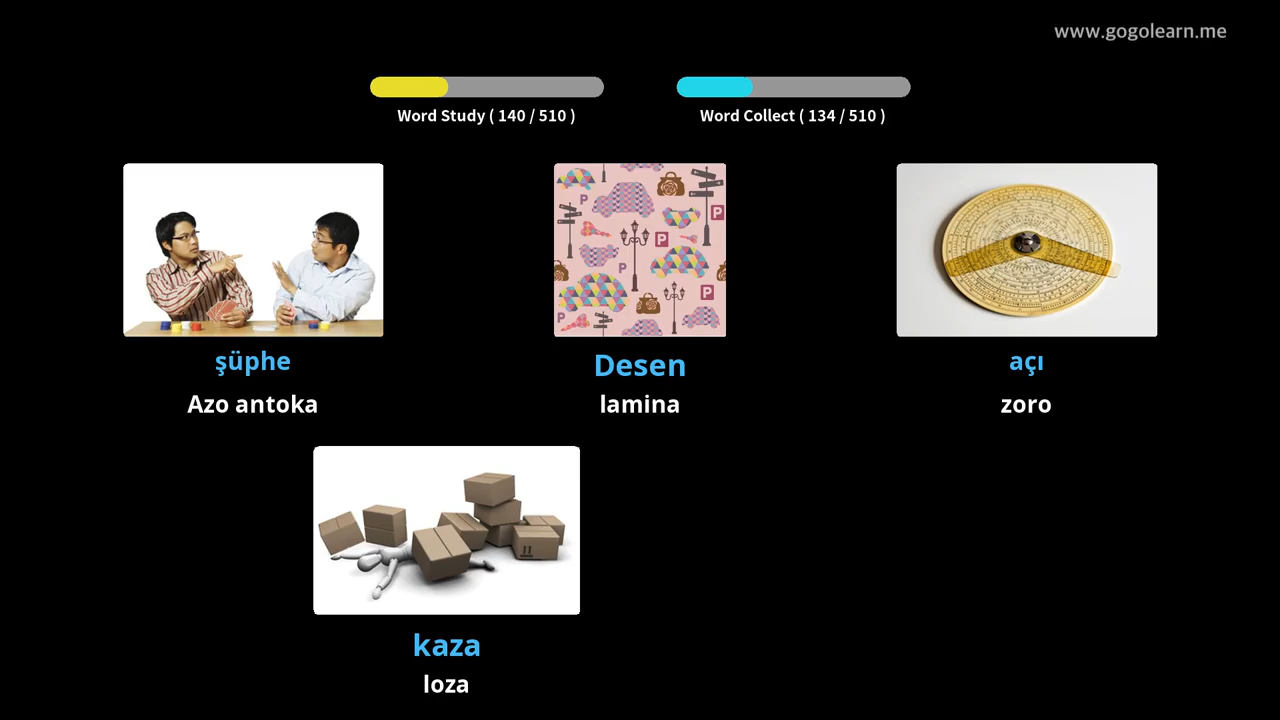 www.gogolearn.me
Word Study ( 140 / 510 )
Word Collect ( 134 / 510 )
P
P
P
P
P
P
şüphe
Desen
açı
Azo antoka
lamina
zoro
kaza
loza